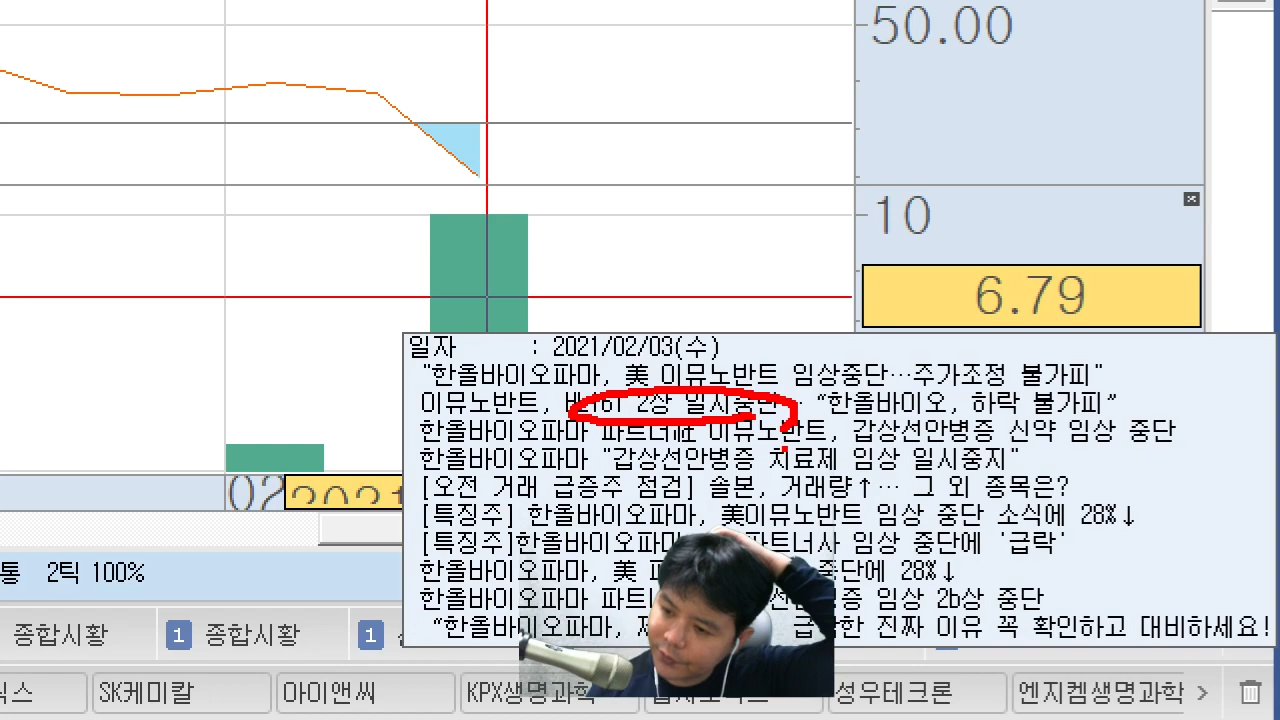 50.00
10
6.79
일자 : 2021/02/03(수)
"한올바이오파마, 美 이뮤노반트 임상중단…주가조정 불가피"
이뮤노반트, 2상 일시중단… “한올바이오, 하락 불가피”
한올바이오파마 파트너社 이뮤노반트, 갑상선안병증 신약 임상 중단
한올바이오파마 "갑상선안병증 치료제 임상 일시중지"
[오전 거래 급증주 점검] 솔본, 거래량↑… 그 외 종목은?
[특징주] 한올바이오파마, 美이뮤노반트 임상 중단 소식에 28%↓
[특징주]한올바이오파마 파트너사 임상 중단에 '급락'
한올바이오파마, 美 중단에 28%↓
한올바이오파마 임상 2b상 중단
“한올바이오파마, 진짜 이유 꼭 확인하고 대비하세요!
02
2021
통 2틱 100%
종합시황 1 종합시황 1
SK케미칼 아이앤씨 KPX생명과학 성우테크론 엔지켐생명과학 >